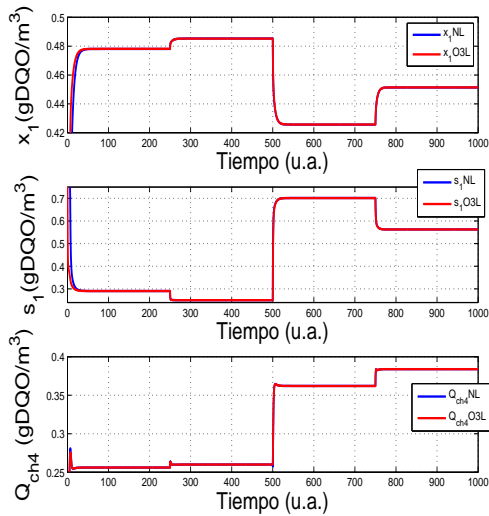 x₁(gDQO/m³)
0.5
0.48
0.46
0.44
0.42
x₁NL
x₁O3L
0 100 200 300 400 500 600 700 800 900 1000
Tiempo (u.a.)
s₁(gDQO/m³)
0.7
0.6
0.5
0.4
0.3
s₁NL
s₁O3L
0 100 200 300 400 500 600 700 800 900 1000
Tiempo (u.a.)
Q_ch4 (gDQO/m³)
0.4
0.35
0.3
0.25
Q_ch4NL
Q_ch4O3L
0 100 200 300 400 500 600 700 800 900 1000
Tiempo (u.a.)